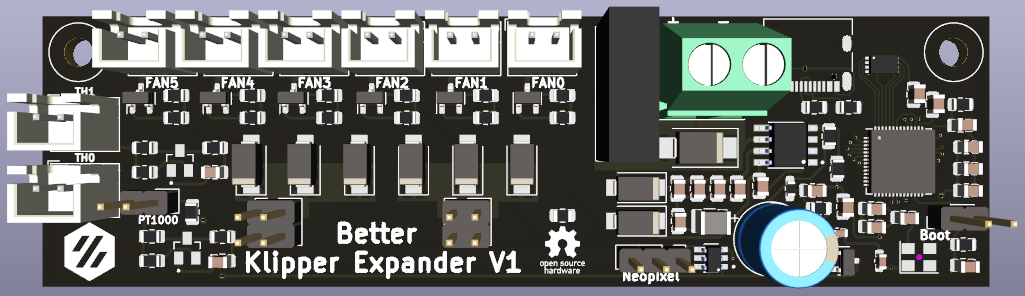 FAN5 FAN4 FAN3 FAN2 FAN1 FAN0
TH1
TH0
PT1000
Better
Klipper Expander V1
open source
hardware
Neopixel
Boot